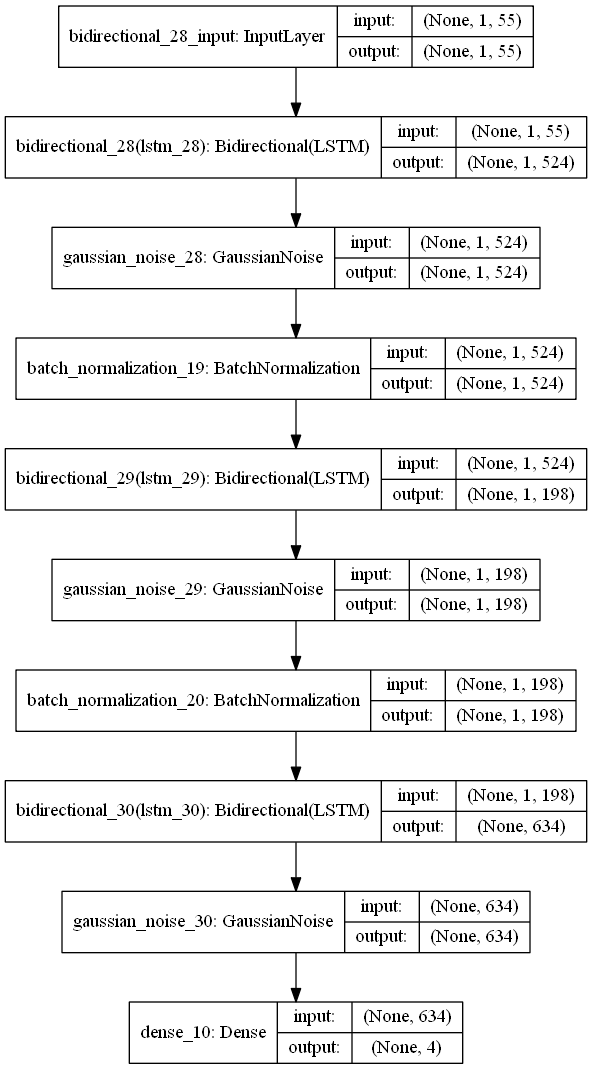 bidirectional_28_input: InputLayer
input: (None, 1, 55)
output: (None, 1, 55)
bidirectional_28(lstm_28): Bidirectional(LSTM)
input: (None, 1, 55)
output: (None, 1, 524)
gaussian_noise_28: GaussianNoise
input: (None, 1, 524)
output: (None, 1, 524)
batch_normalization_19: BatchNormalization
input: (None, 1, 524)
output: (None, 1, 524)
bidirectional_29(lstm_29): Bidirectional(LSTM)
input: (None, 1, 524)
output: (None, 1, 198)
gaussian_noise_29: GaussianNoise
input: (None, 1, 198)
output: (None, 1, 198)
batch_normalization_20: BatchNormalization
input: (None, 1, 198)
output: (None, 1, 198)
bidirectional_30(lstm_30): Bidirectional(LSTM)
input: (None, 1, 198)
output: (None, 634)
gaussian_noise_30: GaussianNoise
input: (None, 634)
output: (None, 634)
dense_10: Dense
input: (None, 634)
output: (None, 4)